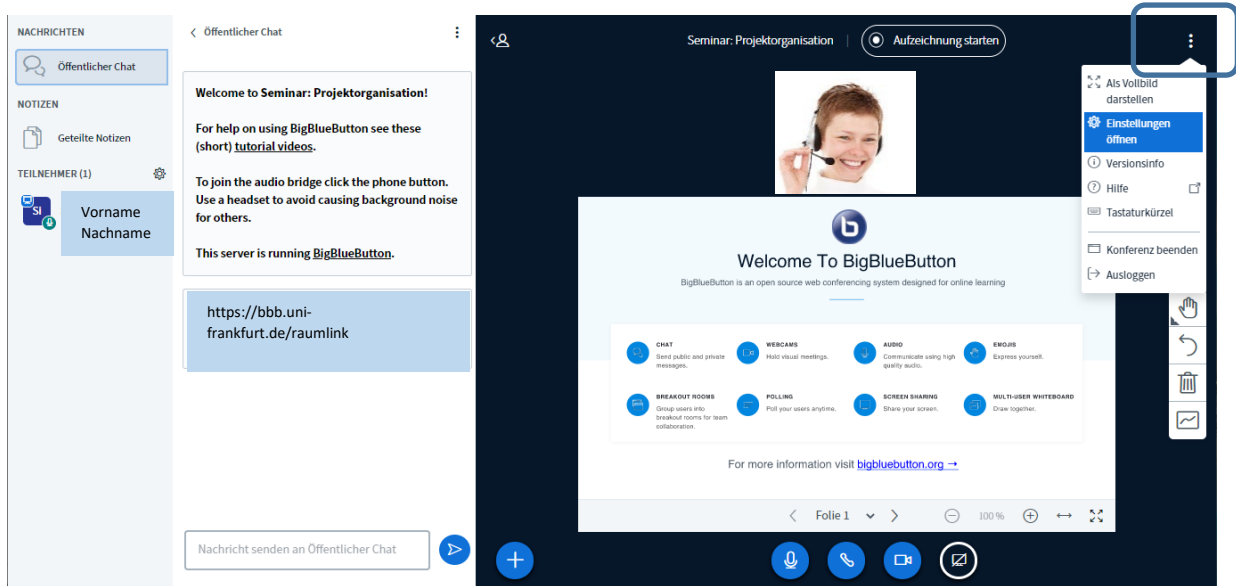 NACHRICHTEN
Öffentlicher Chat
NOTIZEN
Geteilte Notizen
TEILNEHMER (1)
SI
Vorname
Nachname
Öffentlicher Chat
Welcome to Seminar: Projektorganisation!
For help on using BigBlueButton see these
(short) tutorial videos.
To join the audio bridge click the phone button.
Use a headset to avoid causing background noise
for others.
This server is running BigBlueButton.
https://bbb.uni-
frankfurt.de/raumlink
Nachricht senden an Öffentlicher Chat
Seminar: Projektorganisation | Aufzeichnung starten
Als Vollbild
darstellen
Einstellungen
öffnen
Versionsinfo
Hilfe
Tastaturkürzel
Konferenz beenden
Ausloggen
b
Welcome To BigBlueButton
BigBlueButton is an open source web conferencing system designed for online learning
CHAT
Send public and private
messages.
WEBCAMS
Hold visual meetings.
AUDIO
Communicate using high
quality audio.
EMOJIS
Express yourself.
BREAKOUT ROOMS
Group users into
breakout rooms for team
collaboration.
POLLING
Poll your users anytime.
SCREEN SHARING
Share your screen.
MULTI-USER WHITEBOARD
Draw together.
For more information visit bigbluebutton.org →
Folie 1
100 %